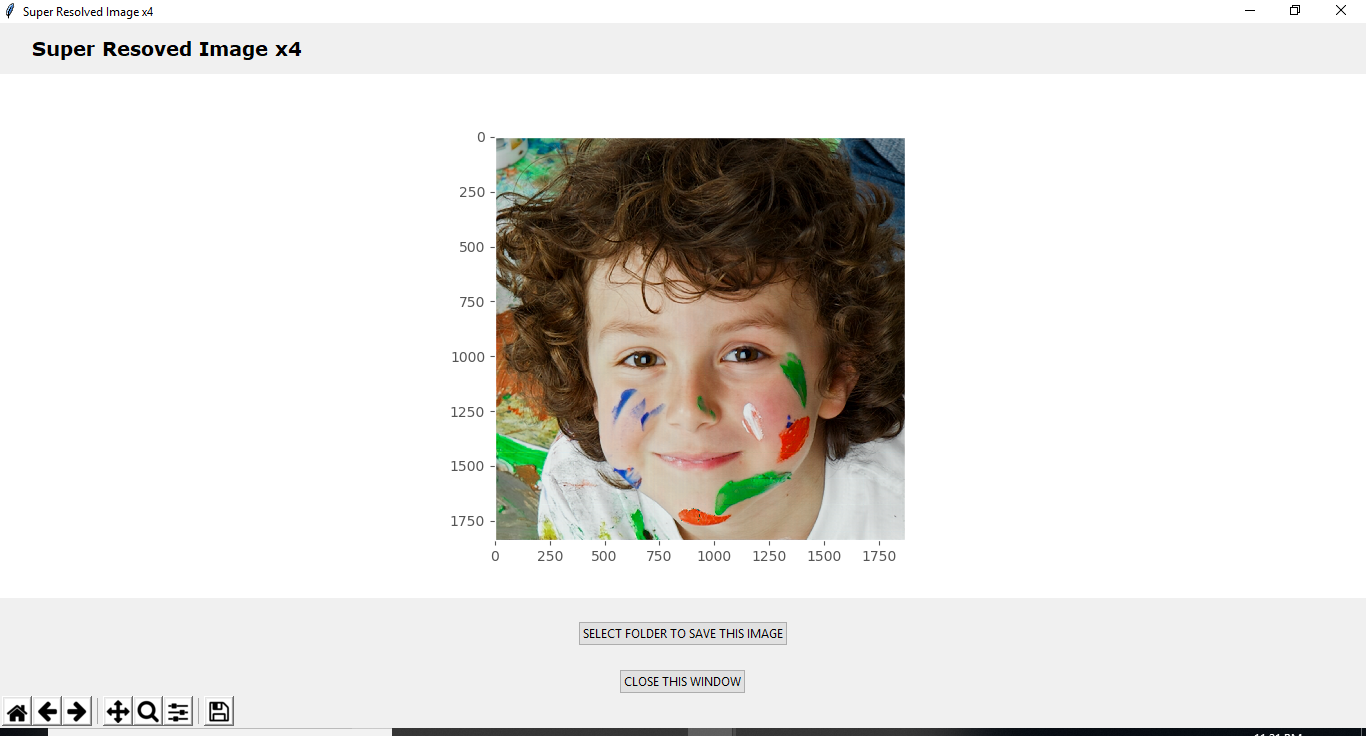 Super Resolved Image x4
Super Resoved Image x4
0
250
500
750
1000
1250
1500
1750
0 250 500 750 1000 1250 1500 1750
SELECT FOLDER TO SAVE THIS IMAGE
CLOSE THIS WINDOW